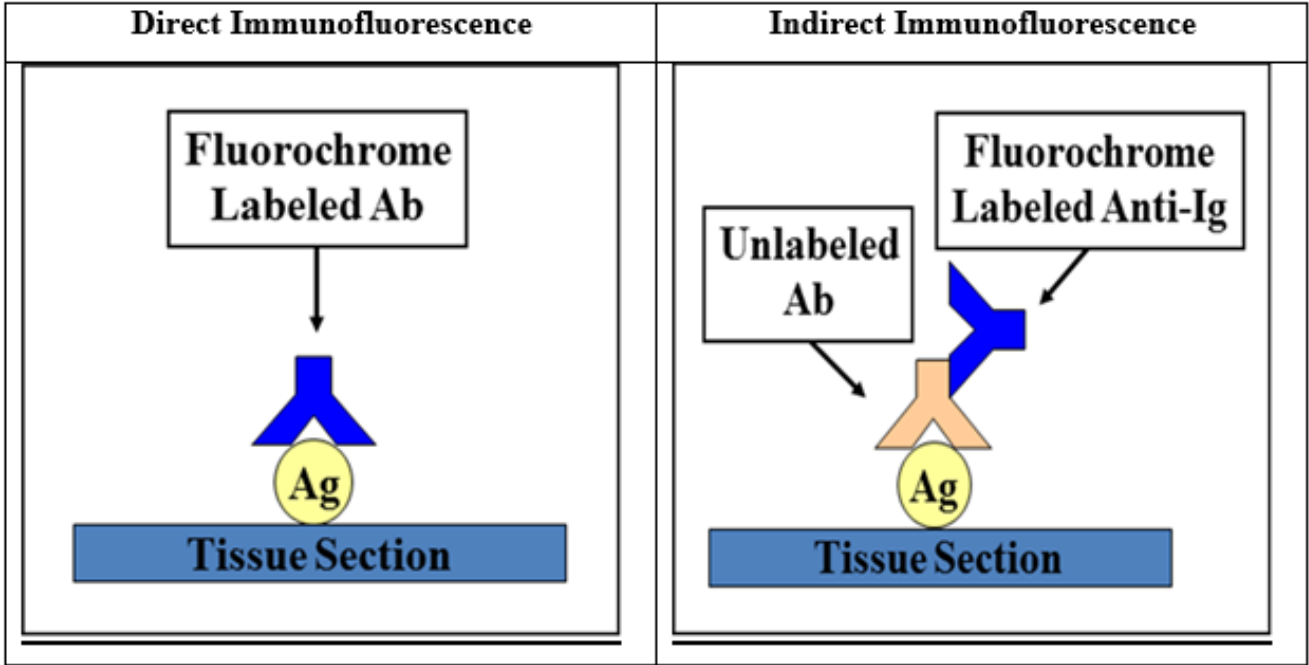 Direct Immunofluorescence
Fluorochrome
Labeled Ab
Ag
Tissue Section
Indirect Immunofluorescence
Fluorochrome
Labeled Anti-Ig
Unlabeled
Ab
Ag
Tissue Section